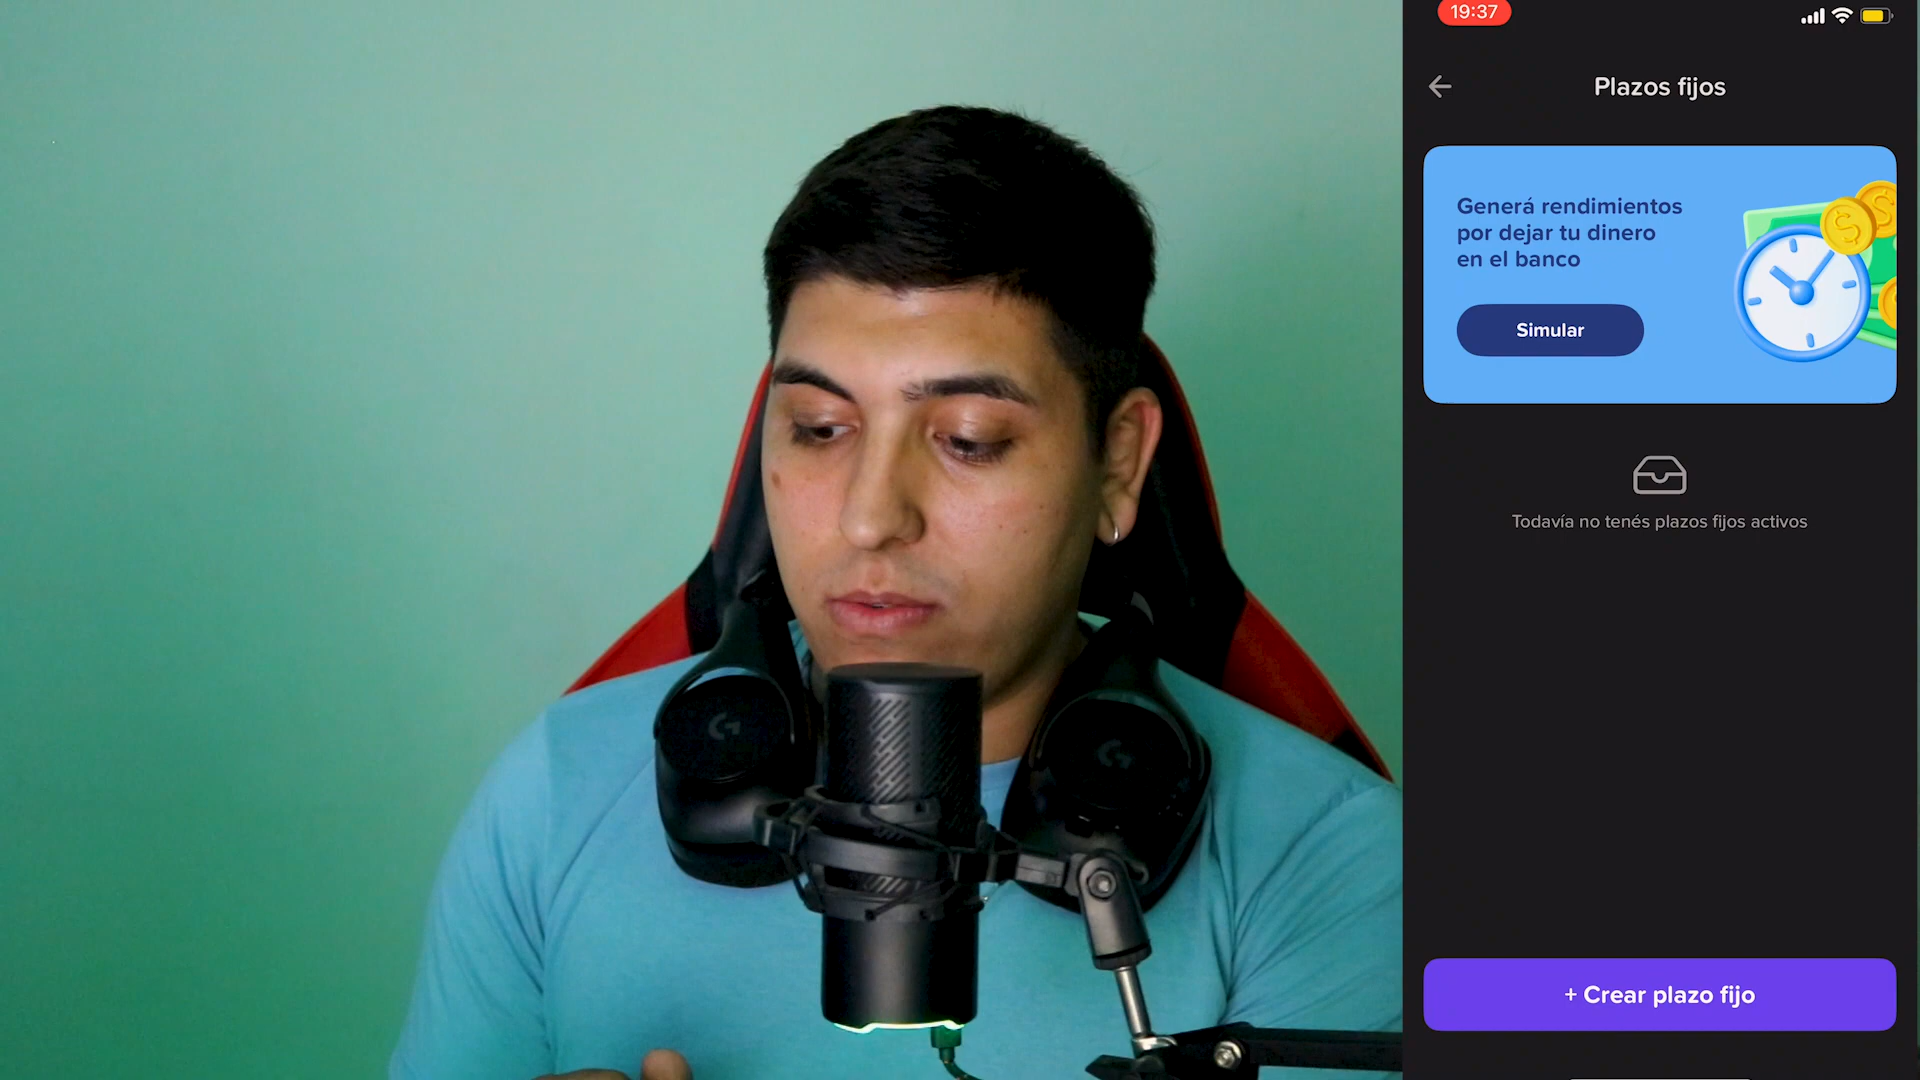 19:37
Plazos fijos
Generá rendimientos
por dejar tu dinero
en el banco
Simular
Todavía no tenés plazos fijos activos
+ Crear plazo fijo